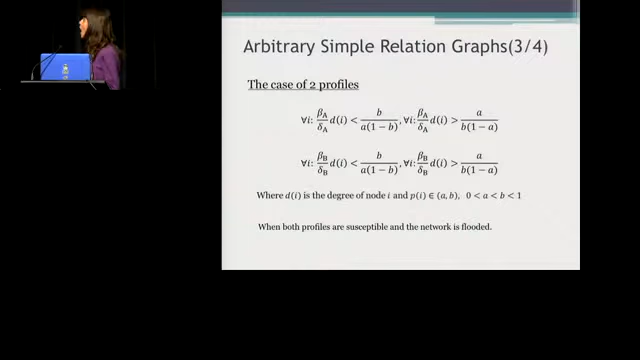 Arbitrary Simple Relation Graphs(3/4)
The case of 2 profiles
∀i: β_A/δ_A d(i) < b/a(1 − b), ∀i: β_A/δ_A d(i) > a/b(1 − a)
∀i: β_B/δ_B d(i) < b/a(1 − b), ∀i: β_B/δ_B d(i) > a/b(1 − a)
Where d(i) is the degree of node i and p(i) ∈ (a, b), 0 < a < b < 1
When both profiles are susceptible and the network is flooded.